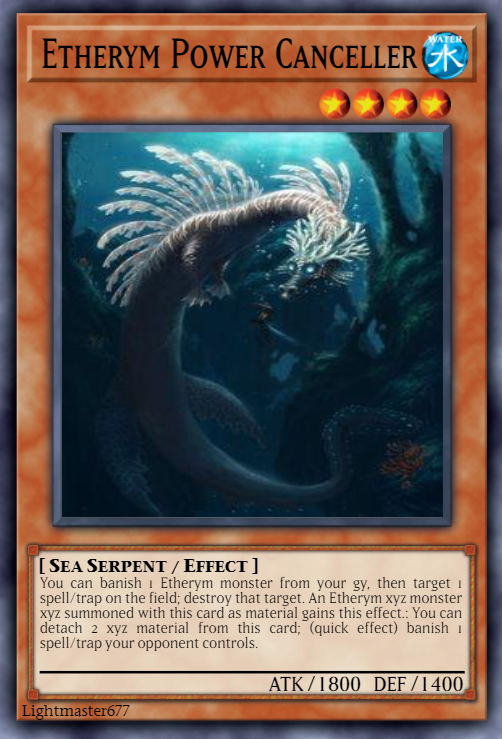 Etherym Power Canceller
WATER
水
[ Sea Serpent / Effect ]
You can banish 1 Etherym monster from your gy, then target 1
spell/trap on the field; destroy that target. An Etherym xyz monster
xyz summoned with this card as material gains this effect.: You can
detach 2 xyz material from this card; (quick effect) banish 1
spell/trap your opponent controls.
ATK/1800 DEF/1400
Lightmaster677